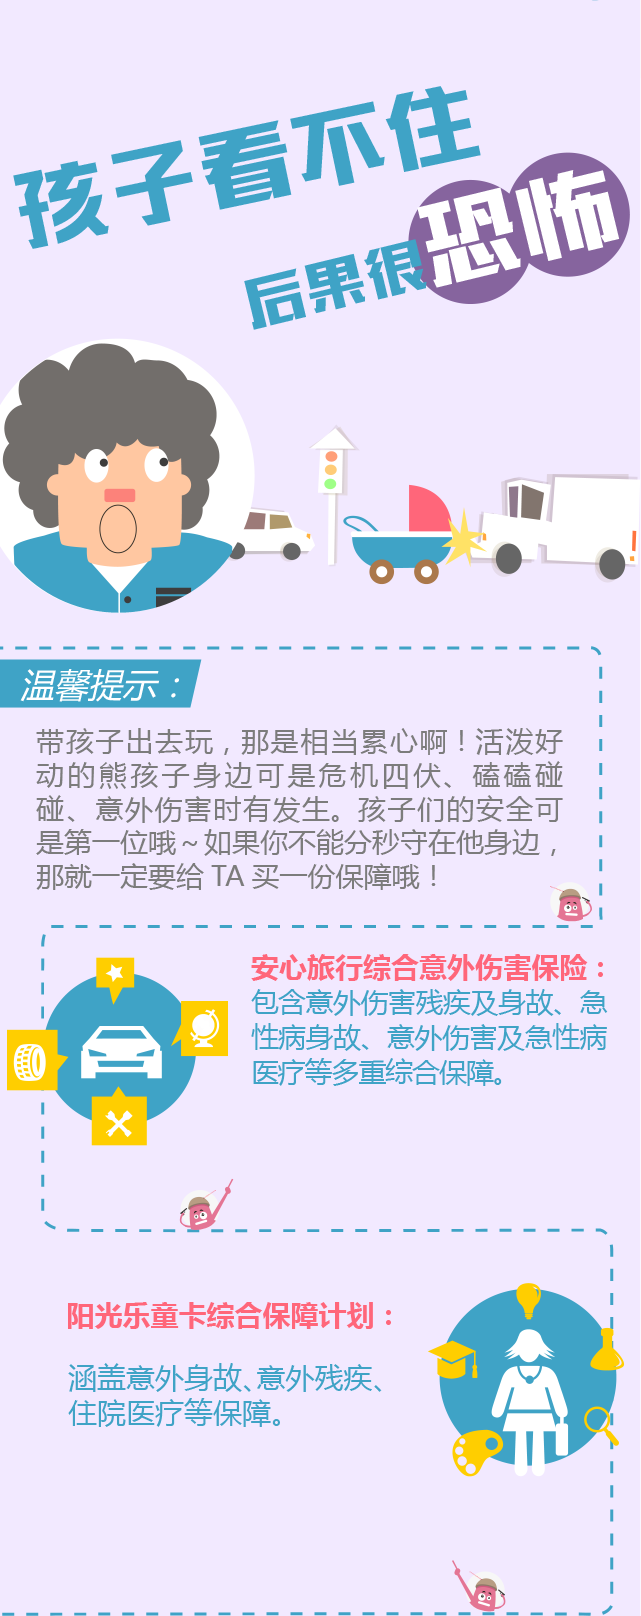 孩子看不住
后果很恐怖
温馨提示：
带孩子出去玩，那是相当累心啊！活泼好
动的熊孩子身边可是危机四伏、磕磕碰
碰、意外伤害时有发生。孩子们的安全可
是第一位哦～如果你不能分秒守在他身边，
那就一定要给 TA 买一份保障哦！
安心旅行综合意外伤害保险：
包含意外伤害残疾及身故、急
性病身故、意外伤害及急性病
医疗等多重综合保障。
阳光乐童卡综合保障计划：
涵盖意外身故、意外残疾、
住院医疗等保障。